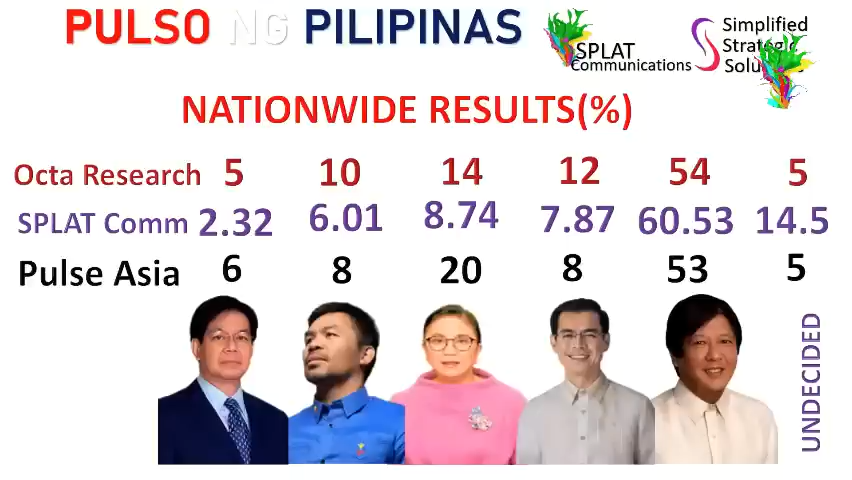 PULSO NG PILIPINAS
SPLAT
Communications
Simplified
Strategic
NATIONWIDE RESULTS(%)
Octa Research 5 10 14 12 54 5
SPLAT Comm 2.32 6.01 8.74 7.87 60.53 14.5
Pulse Asia 6 8 20 8 53 5
UNDECIDED